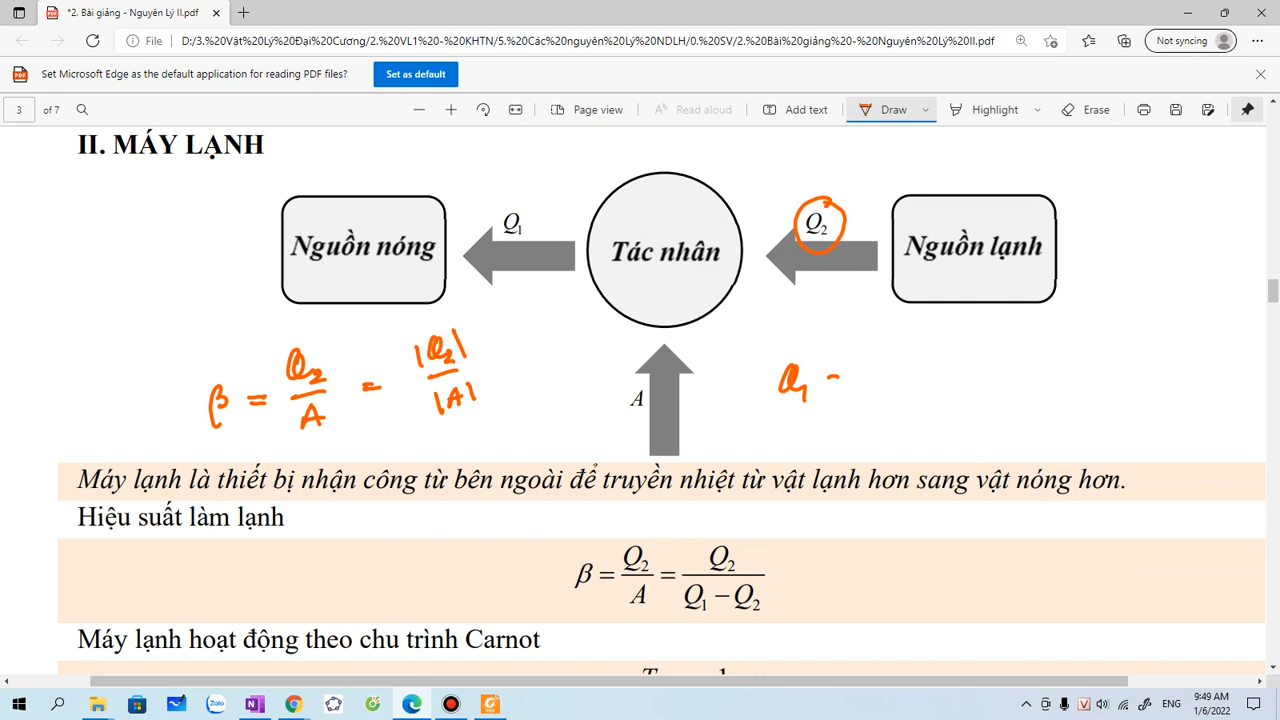 *2. Bài giảng - Nguyên Lý II.pdf
File D:/3.%20Vật%20Lý%20Đại%20Cương/2.%20VL1%20-%20KHTN/5.%20Các%20nguyên%20Lý%20NDLH/0.%20SV/2.%20Bài%20giảng%20-%20Nguyên%20Lý%20II.pdf Not syncing
Set Microsoft Edge as the default application for reading PDF files? Set as default
3 of 7 Page view Read aloud Add text Draw Highlight Erase
II. MÁY LẠNH
Q₁ Q₂
Nguồn nóng Tác nhân Nguồn lạnh
β = Q₂/A = |Q₂|/|A| A Q₁ -
Máy lạnh là thiết bị nhận công từ bên ngoài để truyền nhiệt từ vật lạnh hơn sang vật nóng hơn.
Hiệu suất làm lạnh
β = Q₂/A = Q₂/(Q₁ − Q₂)
Máy lạnh hoạt động theo chu trình Carnot
Zalo
9:49 AM
1/6/2022